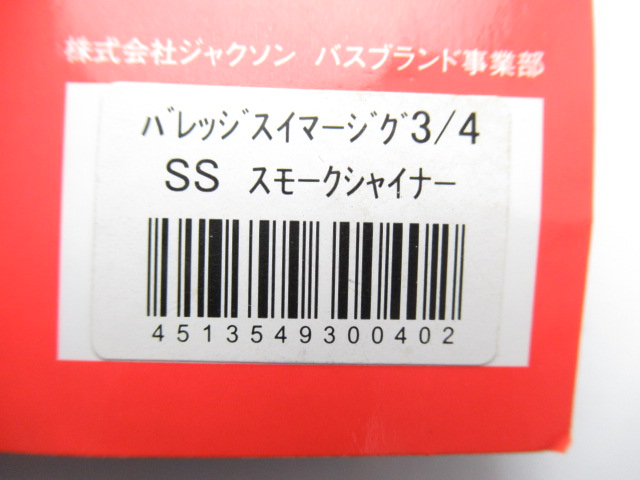 株式会社ジャクソン バスブランド事業部
ﾊﾞﾚｯｼﾞｽｲﾏｰｼﾞｸﾞ3/4
SS ｽﾓｰｸｼｬｲﾅｰ
4513549300402